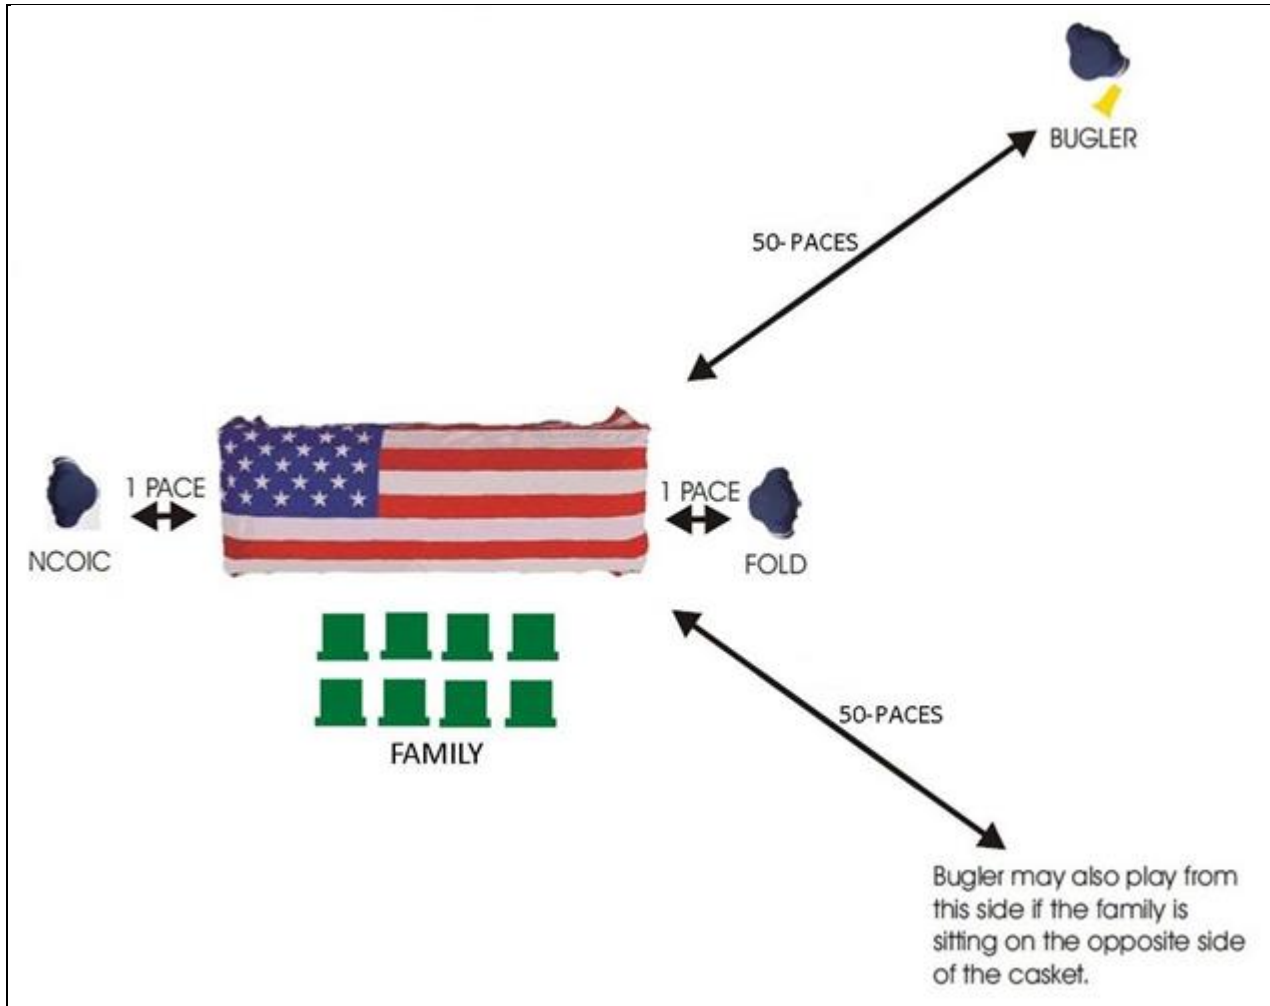 BUGLER
50- PACES
1 PACE
1 PACE
NCOIC
FOLD
50-PACES
FAMILY
Bugler may also play from
this side if the family is
sitting on the opposite side
of the casket.